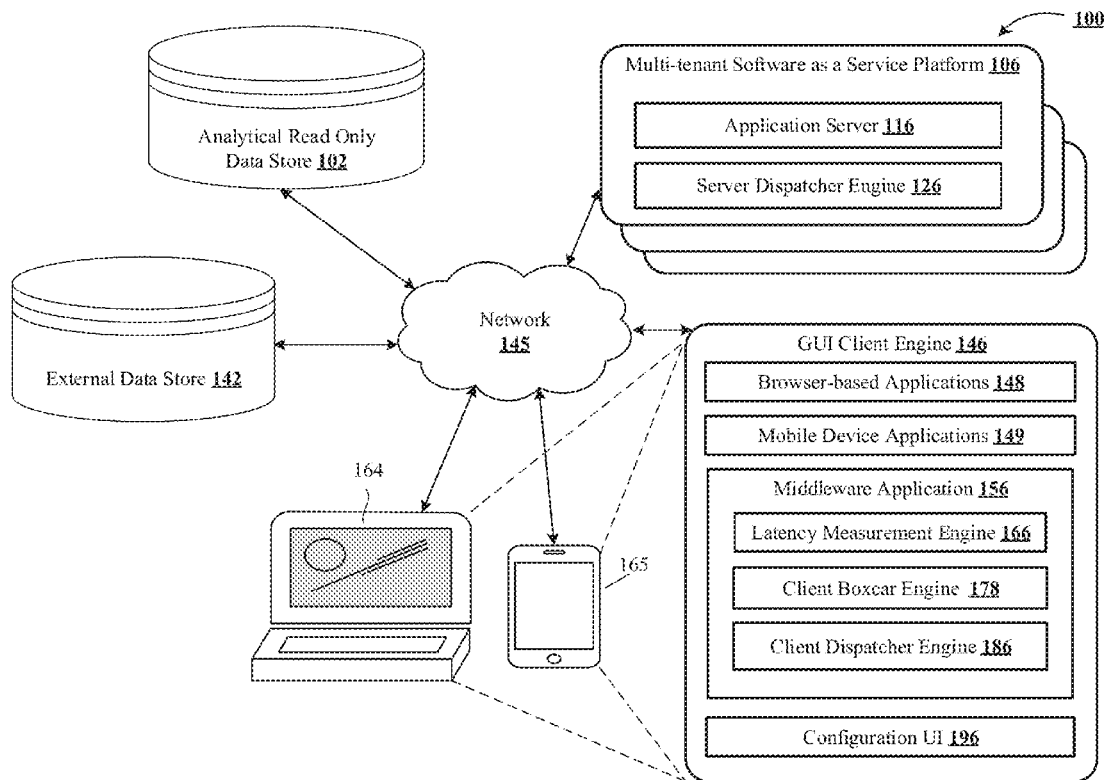 100
Multi-tenant Software as a Service Platform 106
Application Server 116
Server Dispatcher Engine 126
Analytical Read Only
Data Store 102
Network
145
External Data Store 142
GUI Client Engine 146
Browser-based Applications 148
Mobile Device Applications 149
Middleware Application 156
Latency Measurement Engine 166
Client Boxcar Engine 178
Client Dispatcher Engine 186
Configuration UI 196
164
165